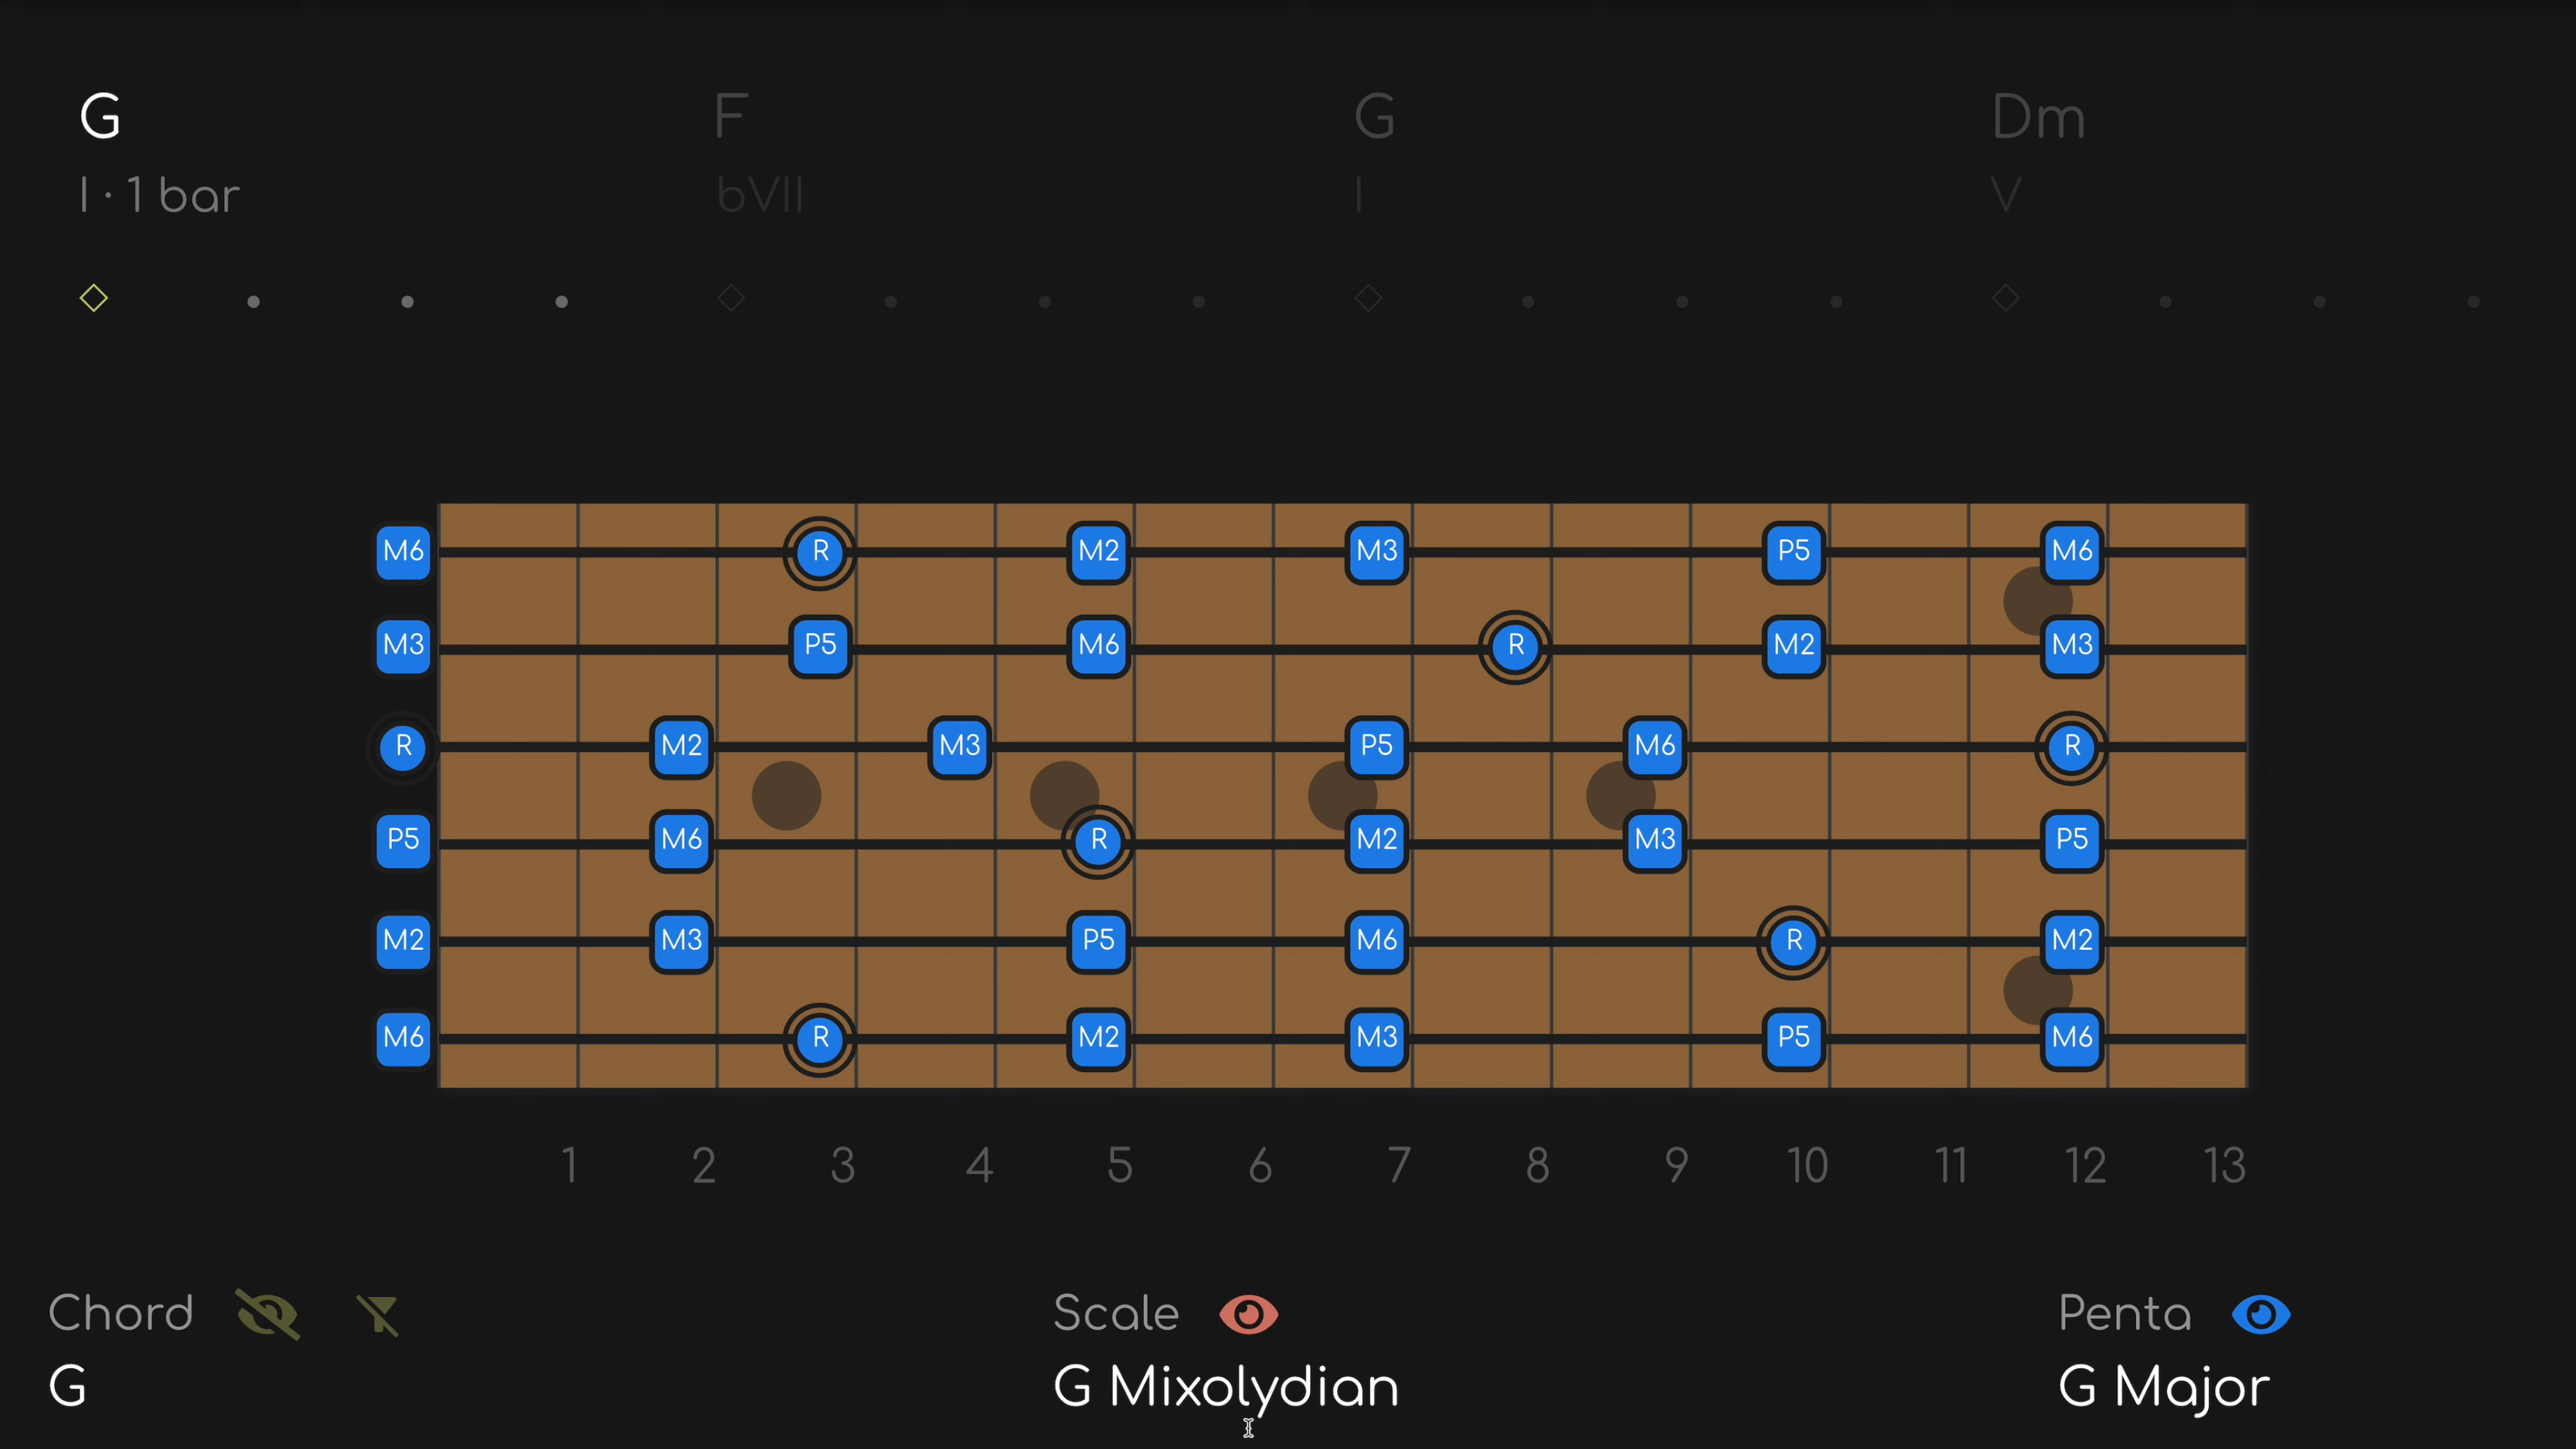 G F G Dm
I · 1 bar bVII I V
M6 R M2 M3 P5 M6
M3 P5 M6 R M2 M3
R M2 M3 P5 M6 R
P5 M6 R M2 M3 P5
M2 M3 P5 M6 R M2
M6 R M2 M3 P5 M6
1 2 3 4 5 6 7 8 9 10 11 12 13
Chord Scale Penta
G G Mixolydian G Major